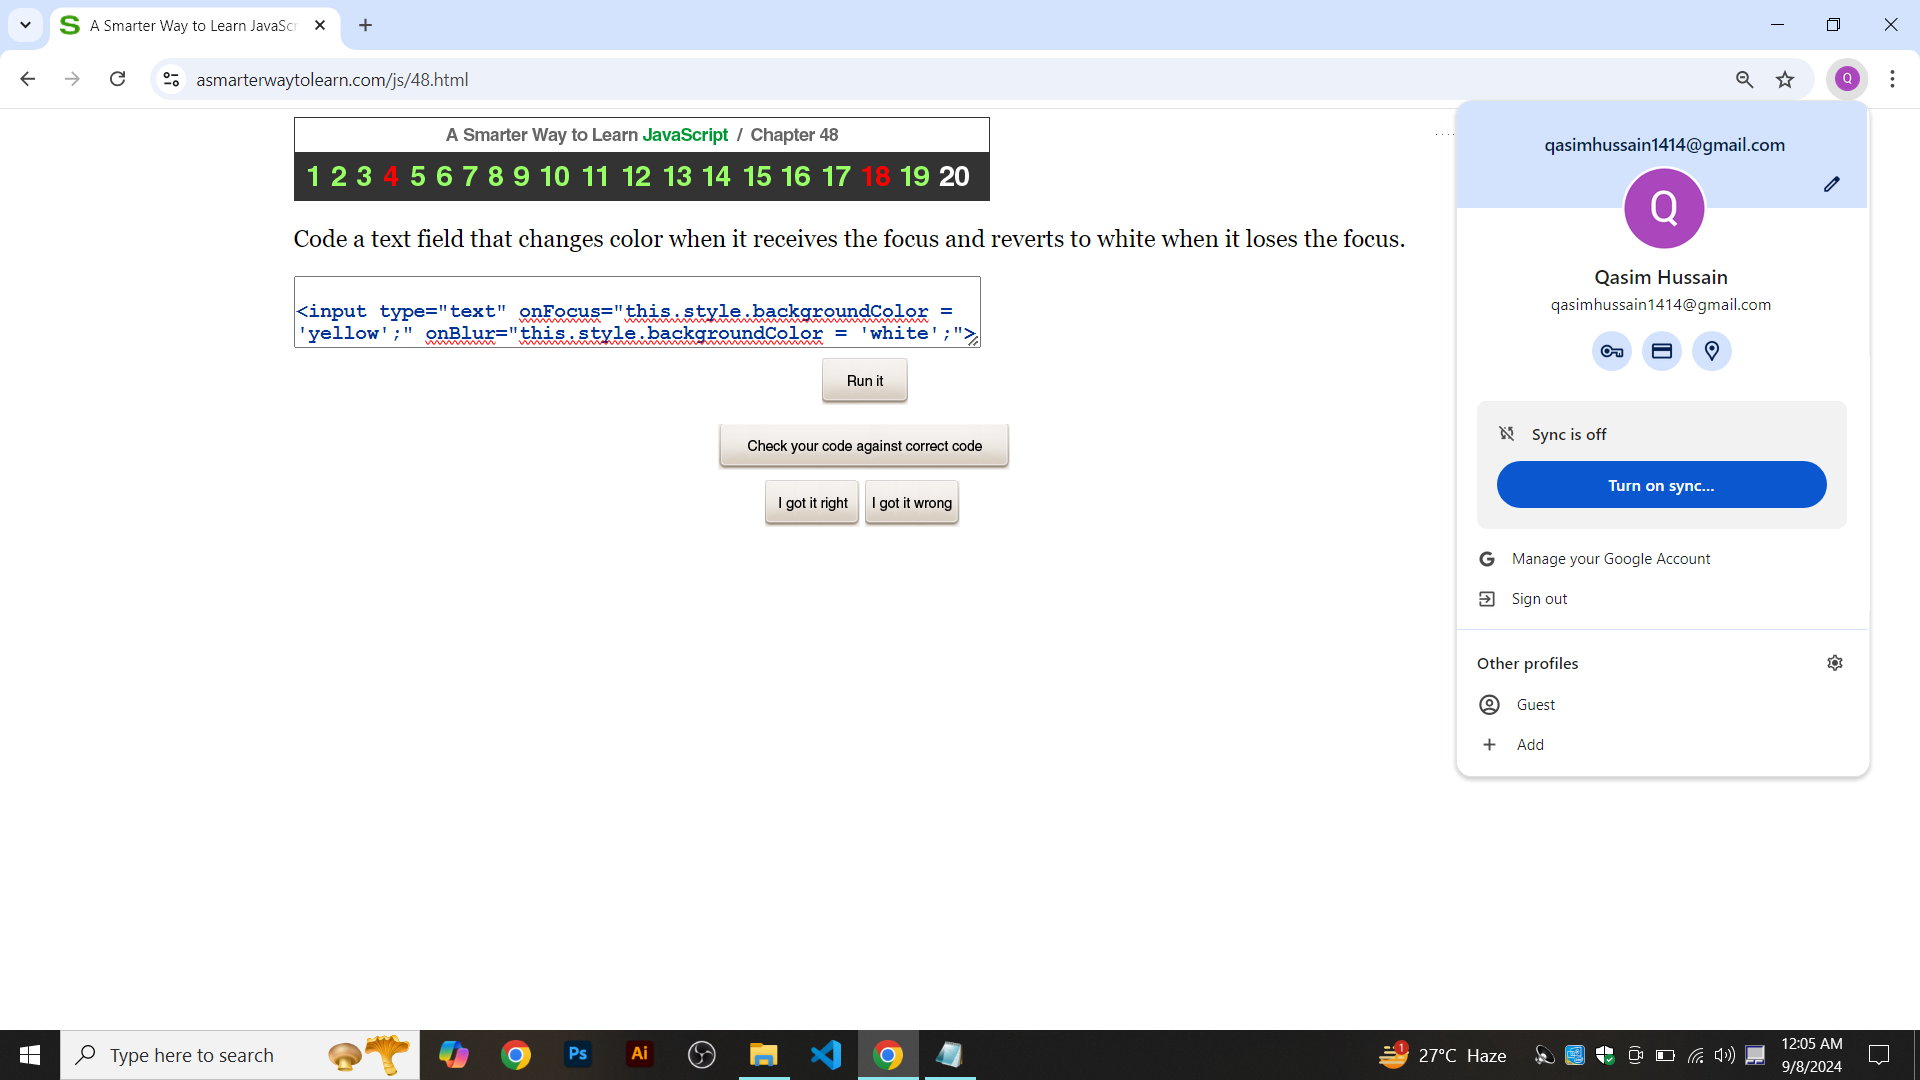 A Smarter Way to Learn JavaScr
asmarterwaytolearn.com/js/48.html
Q
A Smarter Way to Learn JavaScript / Chapter 48
1 2 3 4 5 6 7 8 9 10 11 12 13 14 15 16 17 18 19 20
Code a text field that changes color when it receives the focus and reverts to white when it loses the focus.
<input type="text" onFocus="this.style.backgroundColor =
'yellow';" onBlur="this.style.backgroundColor = 'white';">
Run it
Check your code against correct code
I got it right I got it wrong
qasimhussain1414@gmail.com
Q
Qasim Hussain
qasimhussain1414@gmail.com
Sync is off
Turn on sync...
Manage your Google Account
Sign out
Other profiles
Guest
Add
Type here to search
Ps
Ai
1
27°C Haze
12:05 AM
9/8/2024